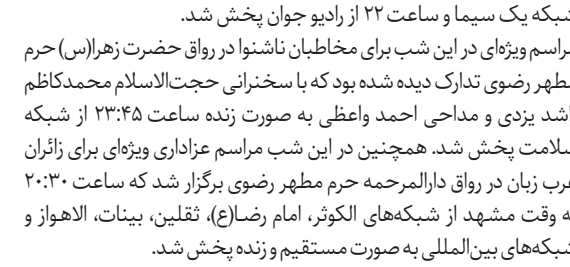 شبکه یک سیما و ساعت ۲۲ از رادیو جوان پخش شد.
مراسم ویژه‌ای در این شب برای مخاطبان ناشنوا در رواق حضرت زهرا(س) حرم
مطهر رضوی تدارک دیده شده بود که با سخنرانی حجت‌الاسلام محمدکاظم
راشد یزدی و مداحی احمد واعظی به صورت زنده ساعت ۲۳:۴۵ از شبکه
سلامت پخش شد. همچنین در این شب مراسم عزاداری ویژه‌ای برای زائران
عرب زبان در رواق دارالمرحمه حرم مطهر رضوی برگزار شد که ساعت ۲۰:۳۰
به وقت مشهد از شبکه‌های الکوثر، امام رضا(ع)، ثقلین، بینات، الاهواز و
شبکه‌های بین‌المللی به صورت مستقیم و زنده پخش شد.